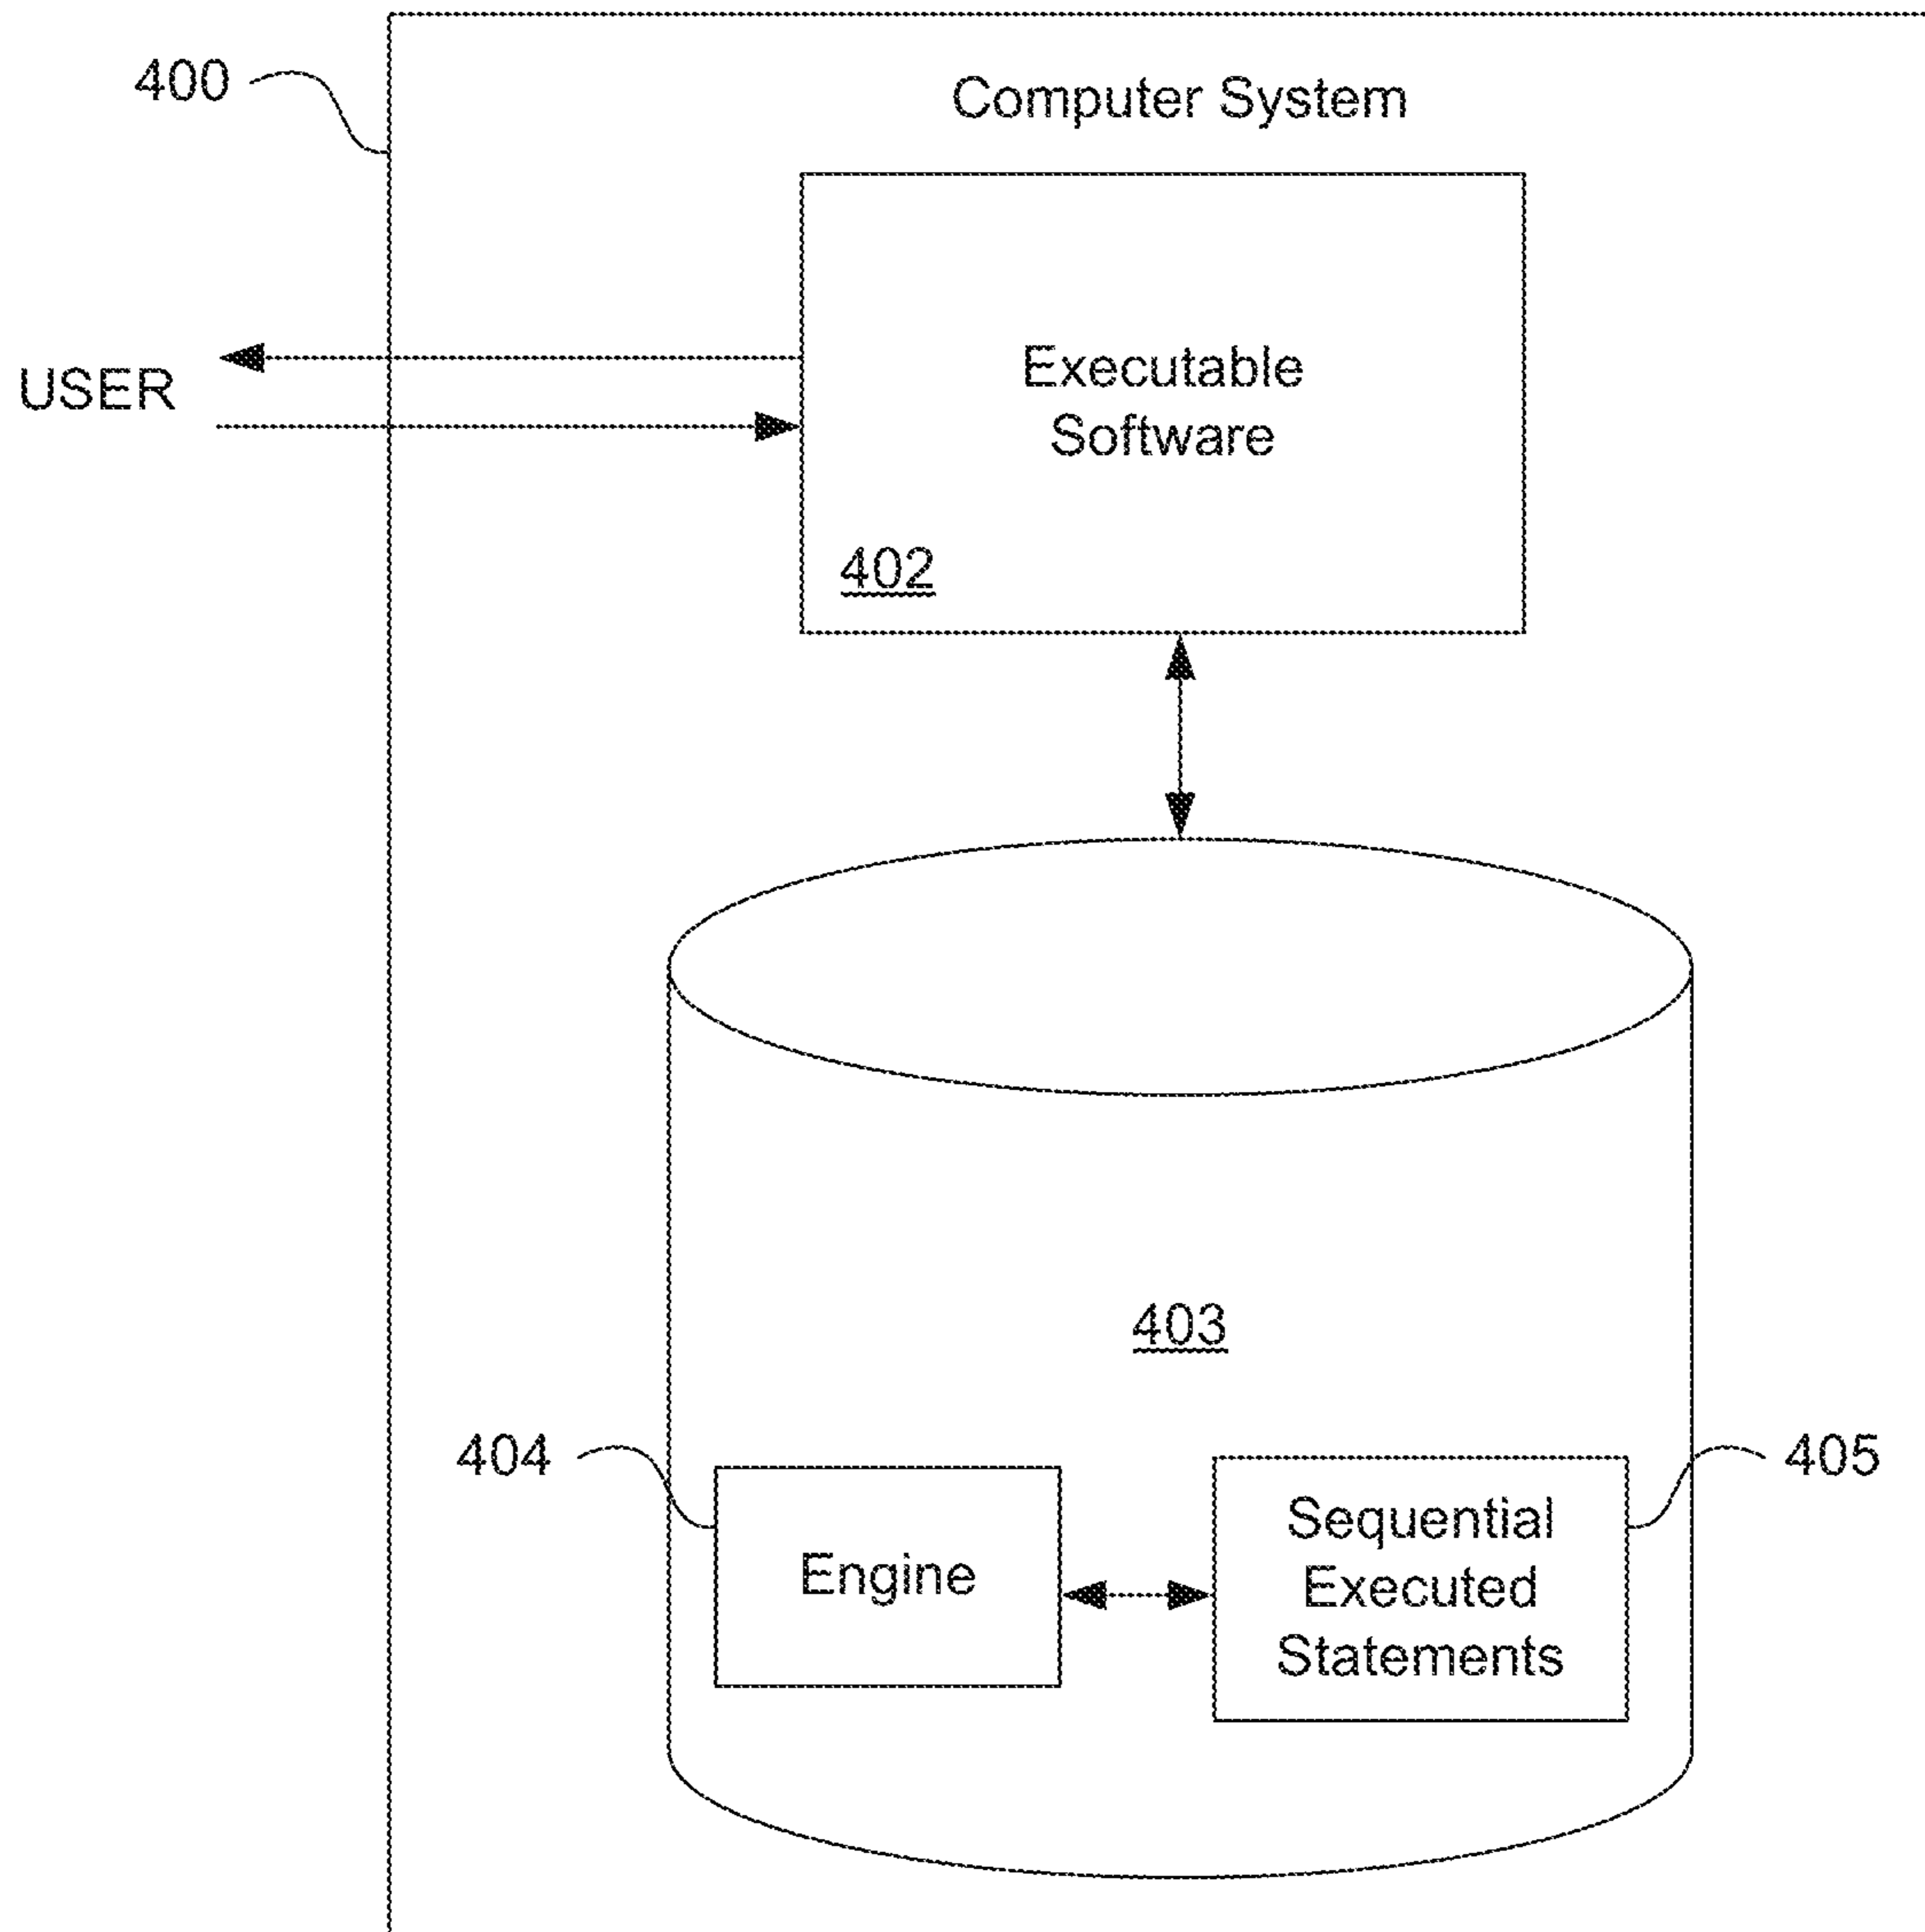 400
Computer System
USER
Executable
Software
402
403
404
405
Engine
Sequential
Executed
Statements